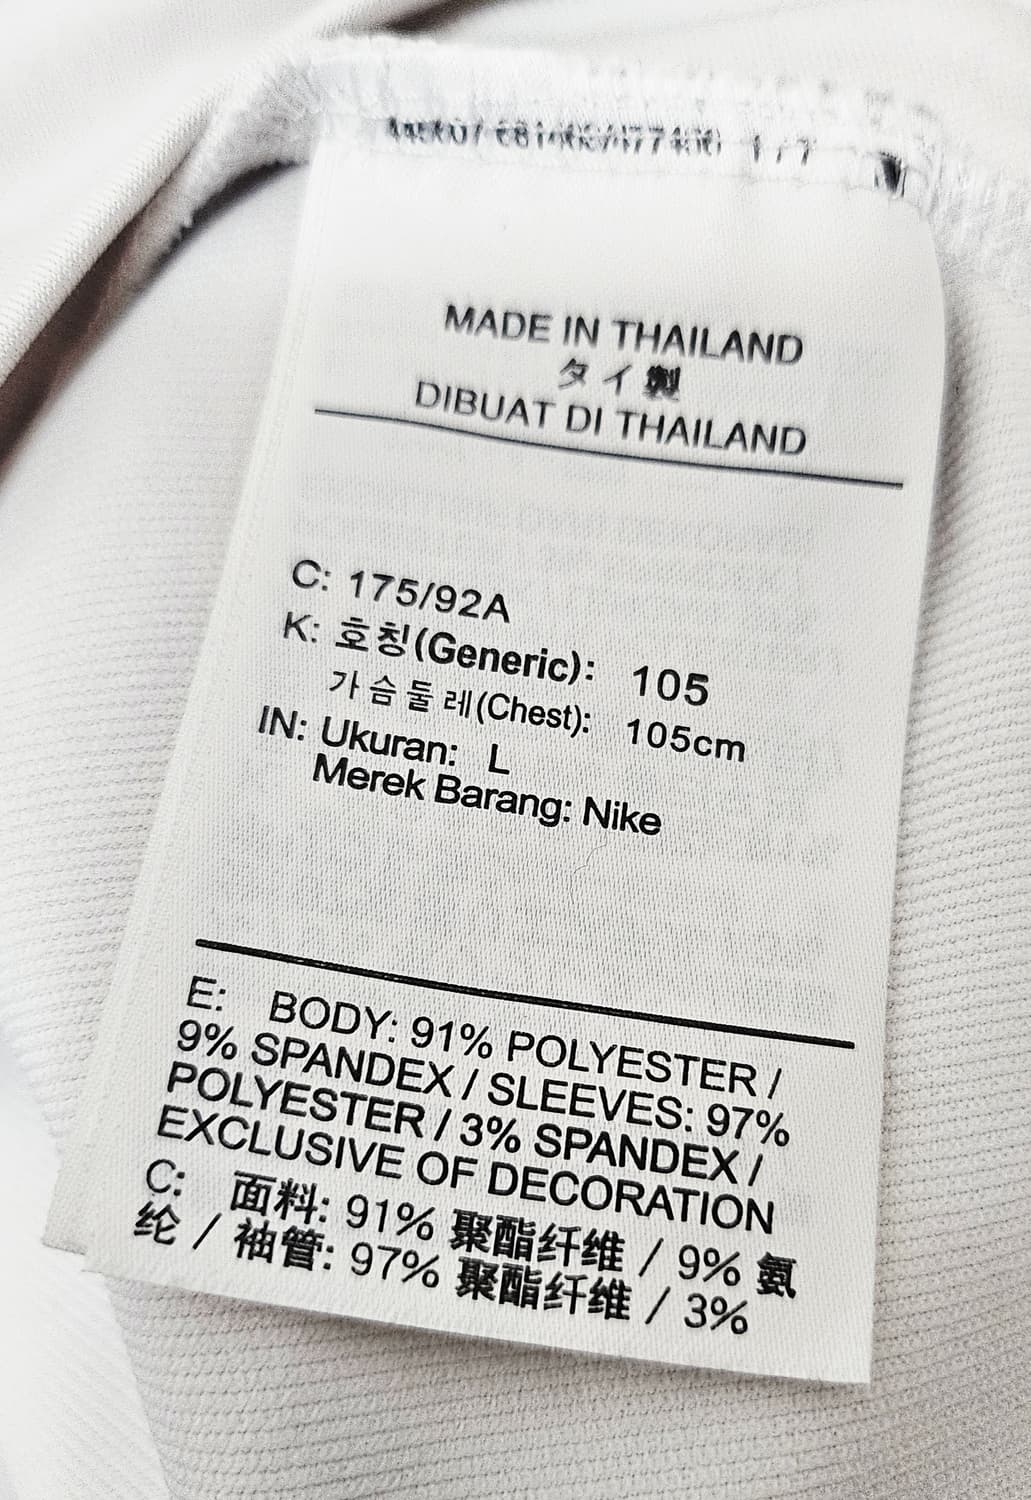 MADE IN THAILAND
タイ製
DIBUAT DI THAILAND
C: 175/92A
K: 호칭(Generic): 105
가슴둘레(Chest): 105cm
IN: Ukuran: L
Merek Barang: Nike
E: BODY: 91% POLYESTER /
9% SPANDEX / SLEEVES: 97%
POLYESTER / 3% SPANDEX /
EXCLUSIVE OF DECORATION
C: 面料: 91% 聚酯纤维 / 9% 氨
纶 / 袖管: 97% 聚酯纤维 / 3%